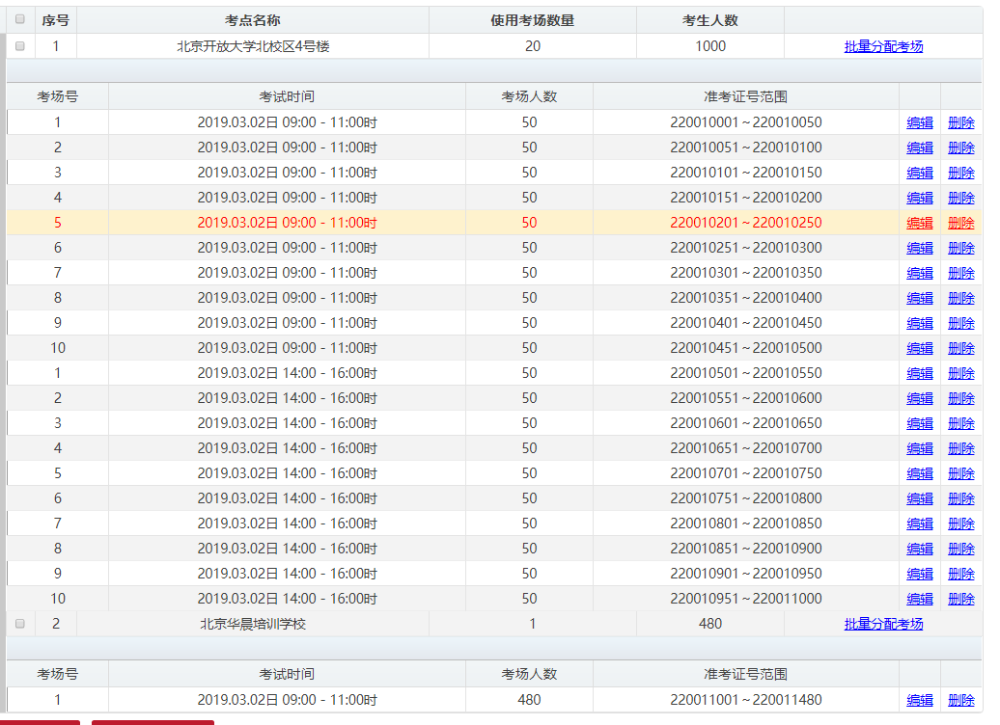 序号 考点名称 使用考场数量 考生人数
1 北京开放大学北校区4号楼 20 1000 批量分配考场
考场号 考试时间 考场人数 准考证号范围
1 2019.03.02日 09:00 - 11:00时 50 220010001~220010050 编辑 删除
2 2019.03.02日 09:00 - 11:00时 50 220010051~220010100 编辑 删除
3 2019.03.02日 09:00 - 11:00时 50 220010101~220010150 编辑 删除
4 2019.03.02日 09:00 - 11:00时 50 220010151~220010200 编辑 删除
5 2019.03.02日 09:00 - 11:00时 50 220010201~220010250 编辑 删除
6 2019.03.02日 09:00 - 11:00时 50 220010251~220010300 编辑 删除
7 2019.03.02日 09:00 - 11:00时 50 220010301~220010350 编辑 删除
8 2019.03.02日 09:00 - 11:00时 50 220010351~220010400 编辑 删除
9 2019.03.02日 09:00 - 11:00时 50 220010401~220010450 编辑 删除
10 2019.03.02日 09:00 - 11:00时 50 220010451~220010500 编辑 删除
1 2019.03.02日 14:00 - 16:00时 50 220010501~220010550 编辑 删除
2 2019.03.02日 14:00 - 16:00时 50 220010551~220010600 编辑 删除
3 2019.03.02日 14:00 - 16:00时 50 220010601~220010650 编辑 删除
4 2019.03.02日 14:00 - 16:00时 50 220010651~220010700 编辑 删除
5 2019.03.02日 14:00 - 16:00时 50 220010701~220010750 编辑 删除
6 2019.03.02日 14:00 - 16:00时 50 220010751~220010800 编辑 删除
7 2019.03.02日 14:00 - 16:00时 50 220010801~220010850 编辑 删除
8 2019.03.02日 14:00 - 16:00时 50 220010851~220010900 编辑 删除
9 2019.03.02日 14:00 - 16:00时 50 220010901~220010950 编辑 删除
10 2019.03.02日 14:00 - 16:00时 50 220010951~220011000 编辑 删除
2 北京华晨培训学校 1 480 批量分配考场
考场号 考试时间 考场人数 准考证号范围
1 2019.03.02日 09:00 - 11:00时 480 220011001~220011480 编辑 删除